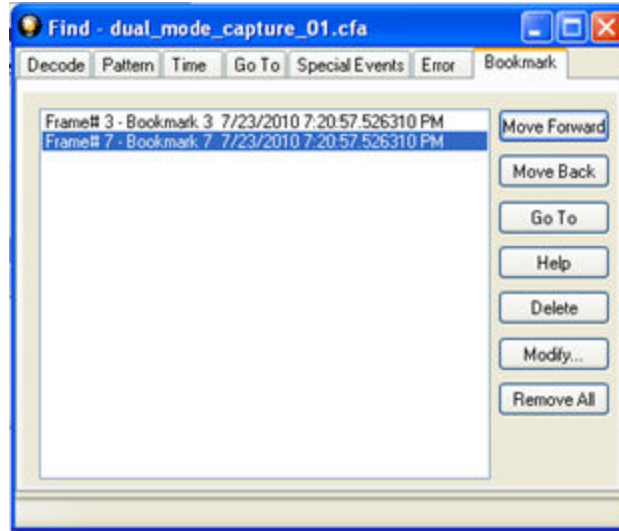 Find - dual_mode_capture_01.cfa
Decode Pattern Time Go To Special Events Error Bookmark
Frame# 3 - Bookmark 3 7/23/2010 7:20:57.526310 PM
Frame# 7 - Bookmark 7 7/23/2010 7:20:57.526310 PM
Move Forward
Move Back
Go To
Help
Delete
Modify...
Remove All